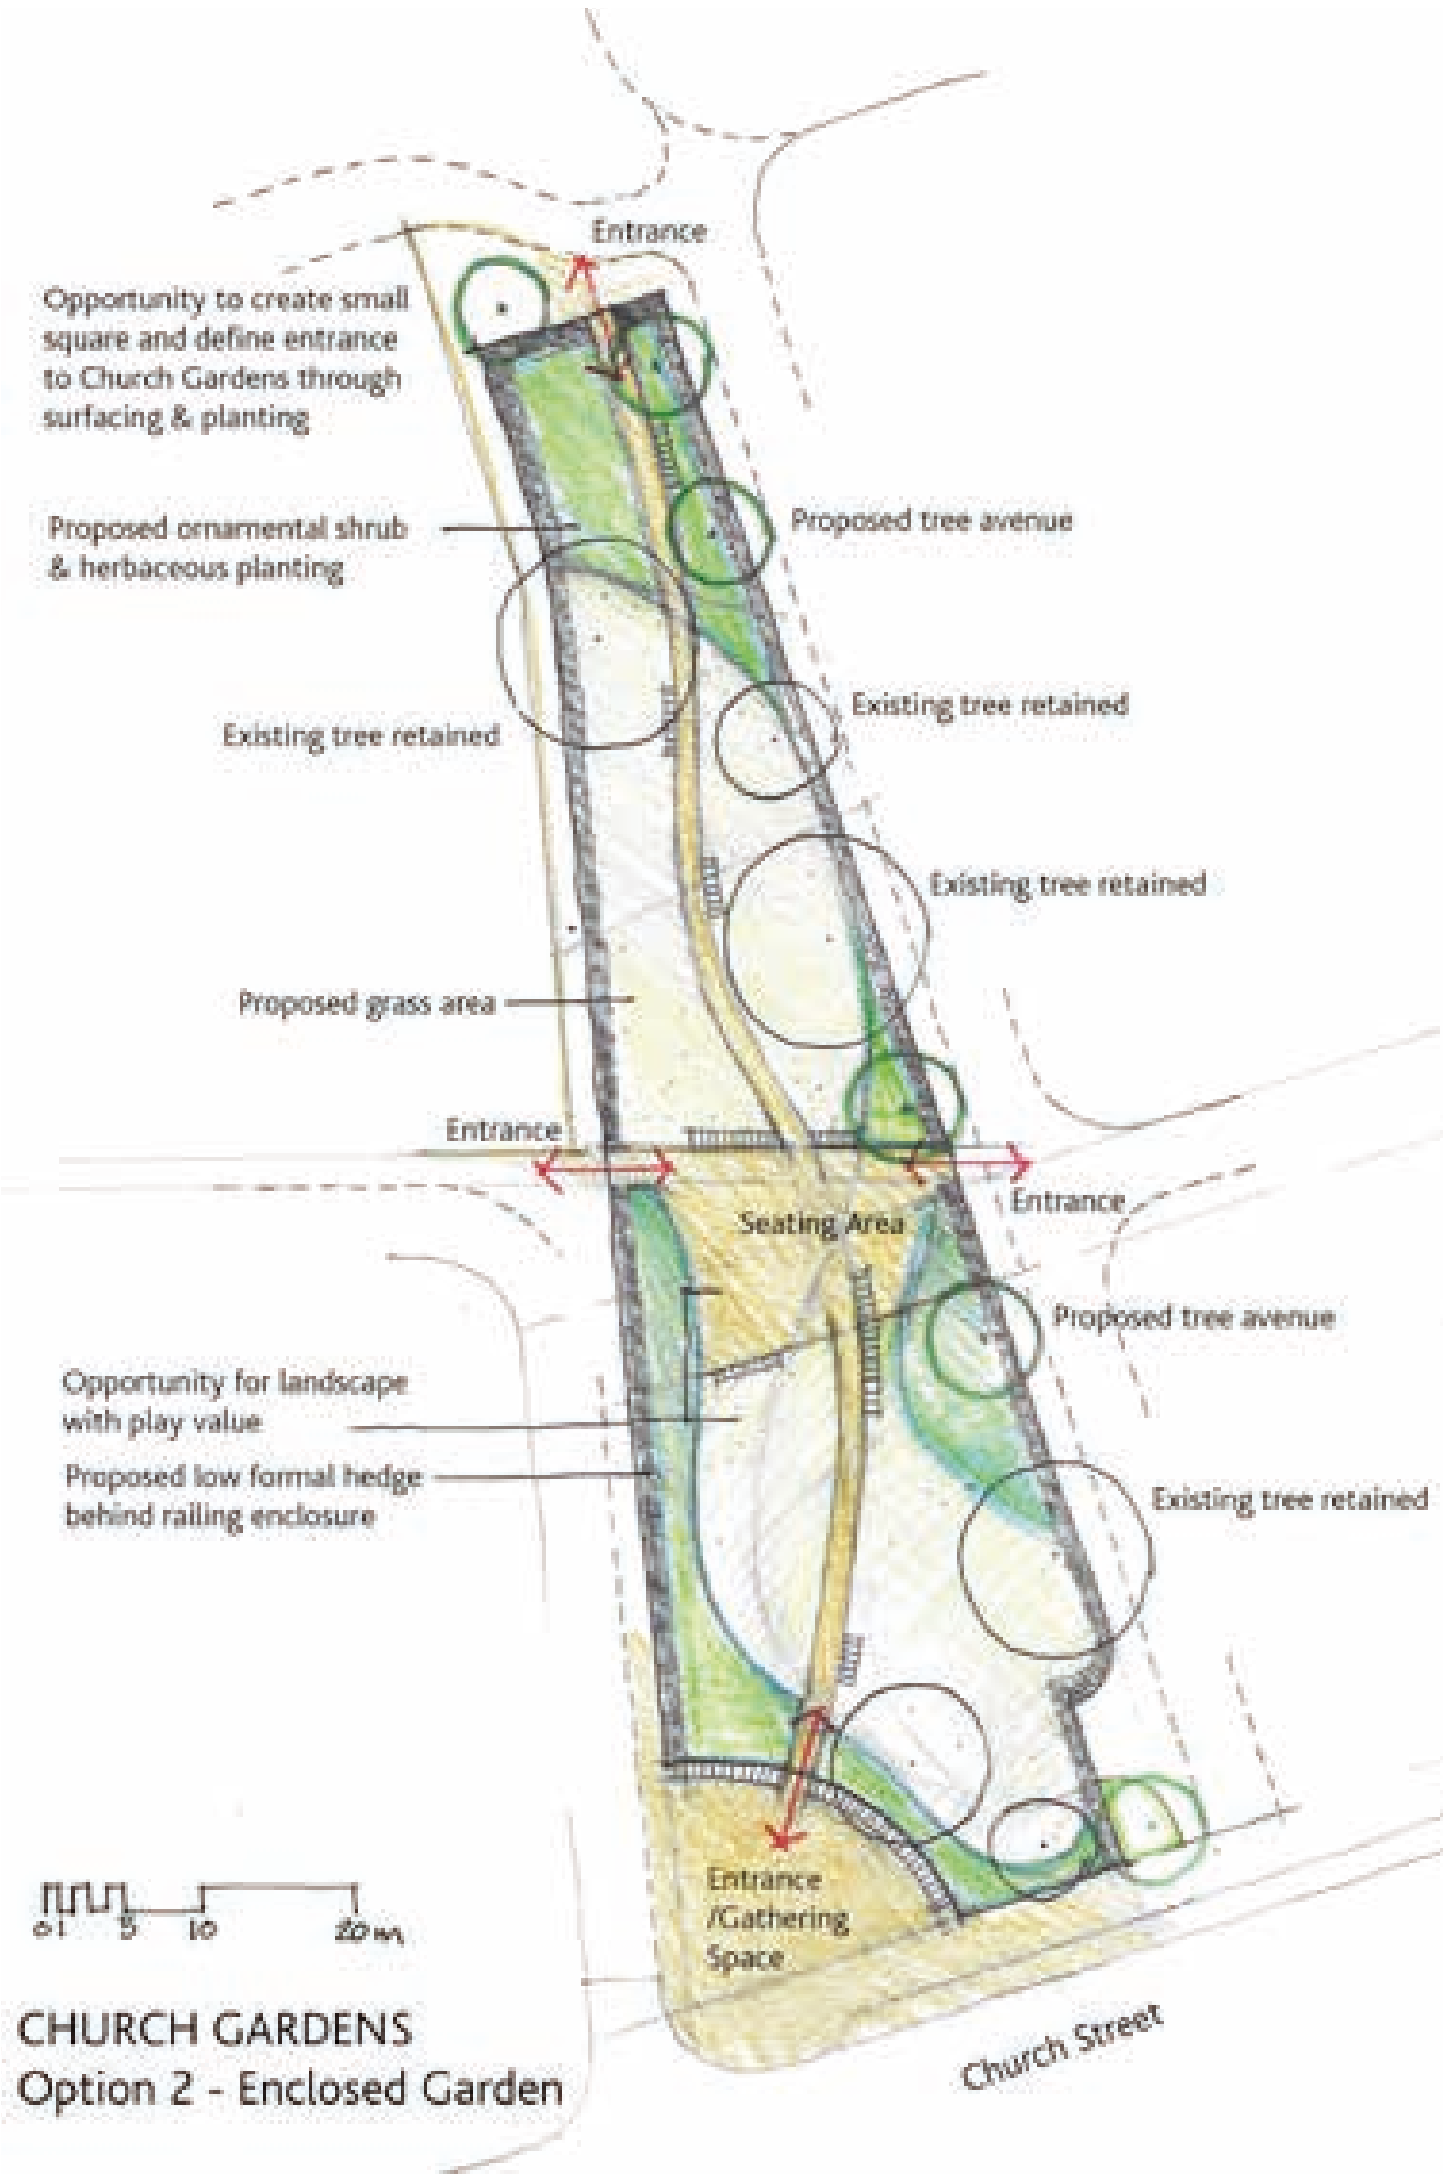 Entrance
Opportunity to create small
square and define entrance
to Church Gardens through
surfacing & planting
Proposed ornamental shrub
& herbaceous planting
Proposed tree avenue
Existing tree retained
Existing tree retained
Existing tree retained
Proposed grass area
Entrance
Entrance
Seating Area
Proposed tree avenue
Opportunity for landscape
with play value
Proposed low formal hedge
behind railing enclosure
Existing tree retained
Entrance
/Gathering
Space
0 1 5 10 20 m
CHURCH GARDENS
Option 2 - Enclosed Garden
Church Street